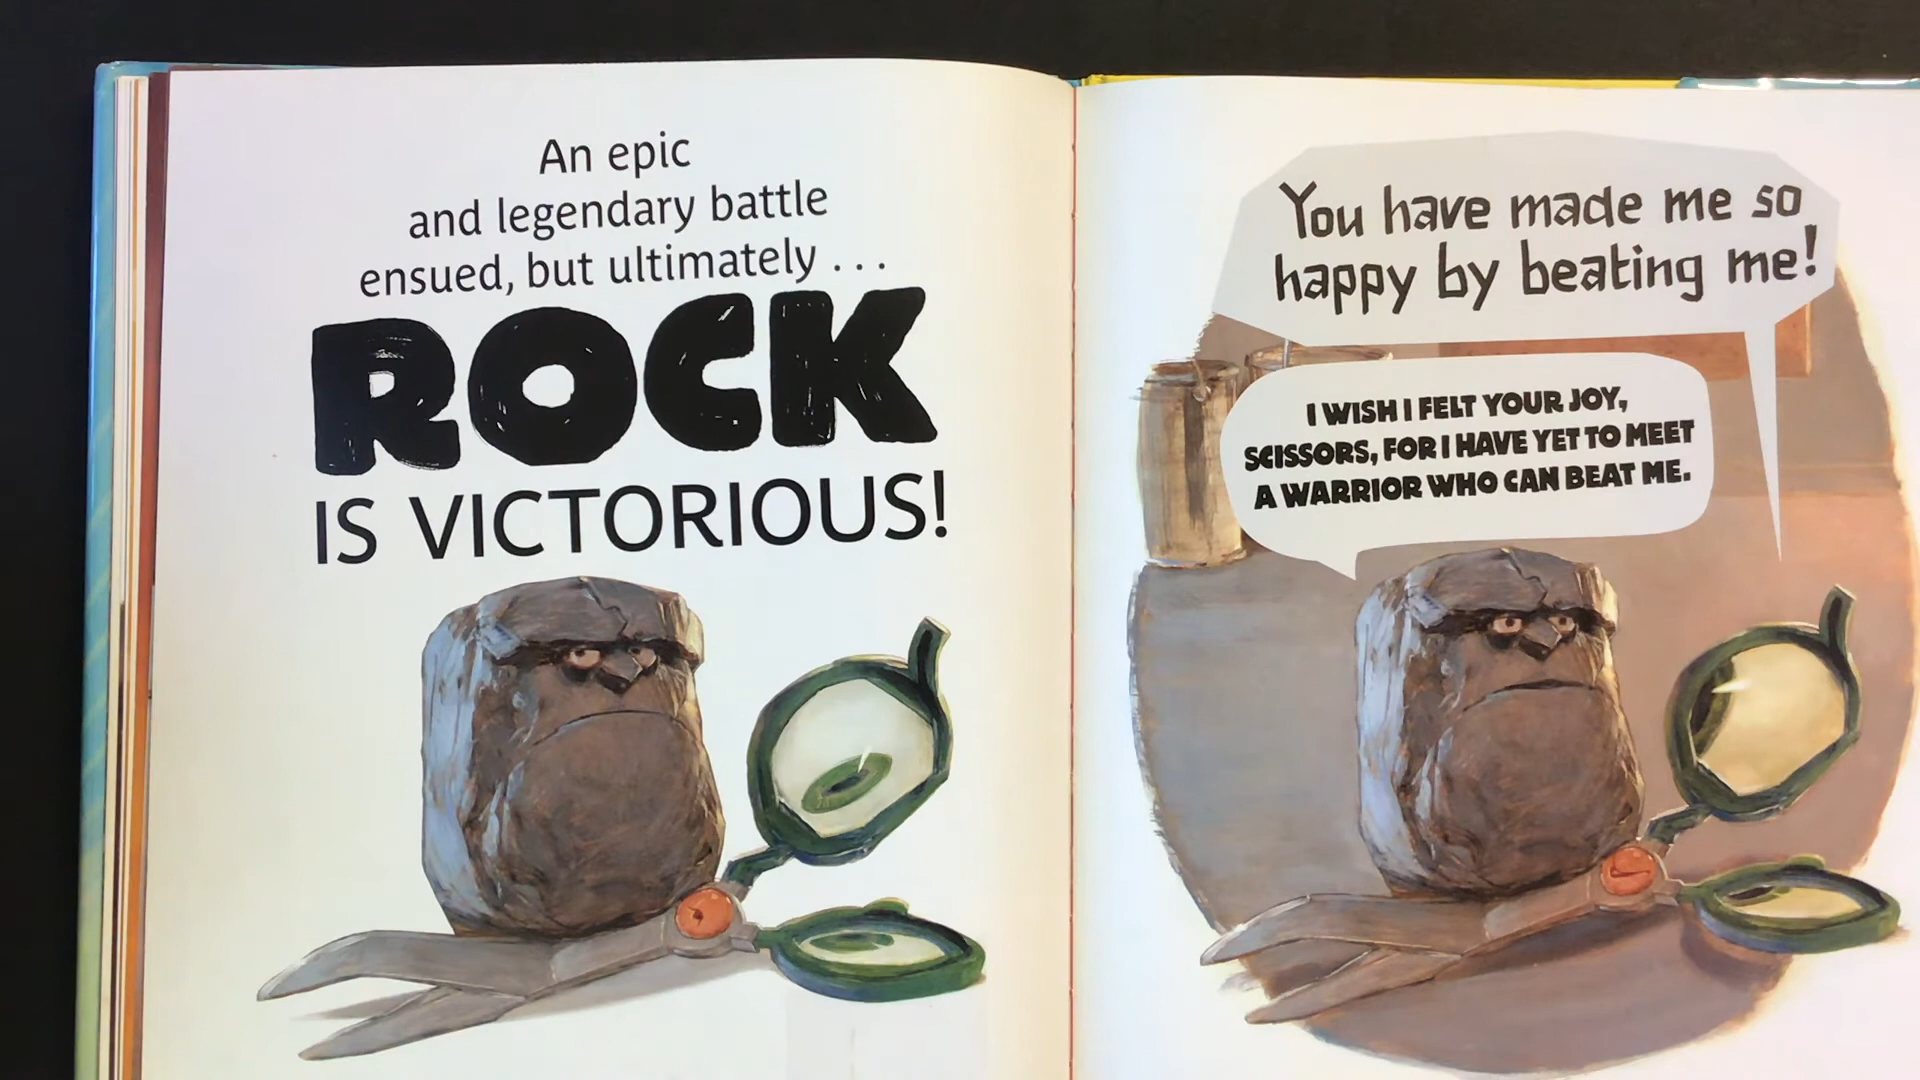 An epic
and legendary battle
ensued, but ultimately . . .
ROCK
IS VICTORIOUS!
You have made me so
happy by beating me!
I WISH I FELT YOUR JOY,
SCISSORS, FOR I HAVE YET TO MEET
A WARRIOR WHO CAN BEAT ME.